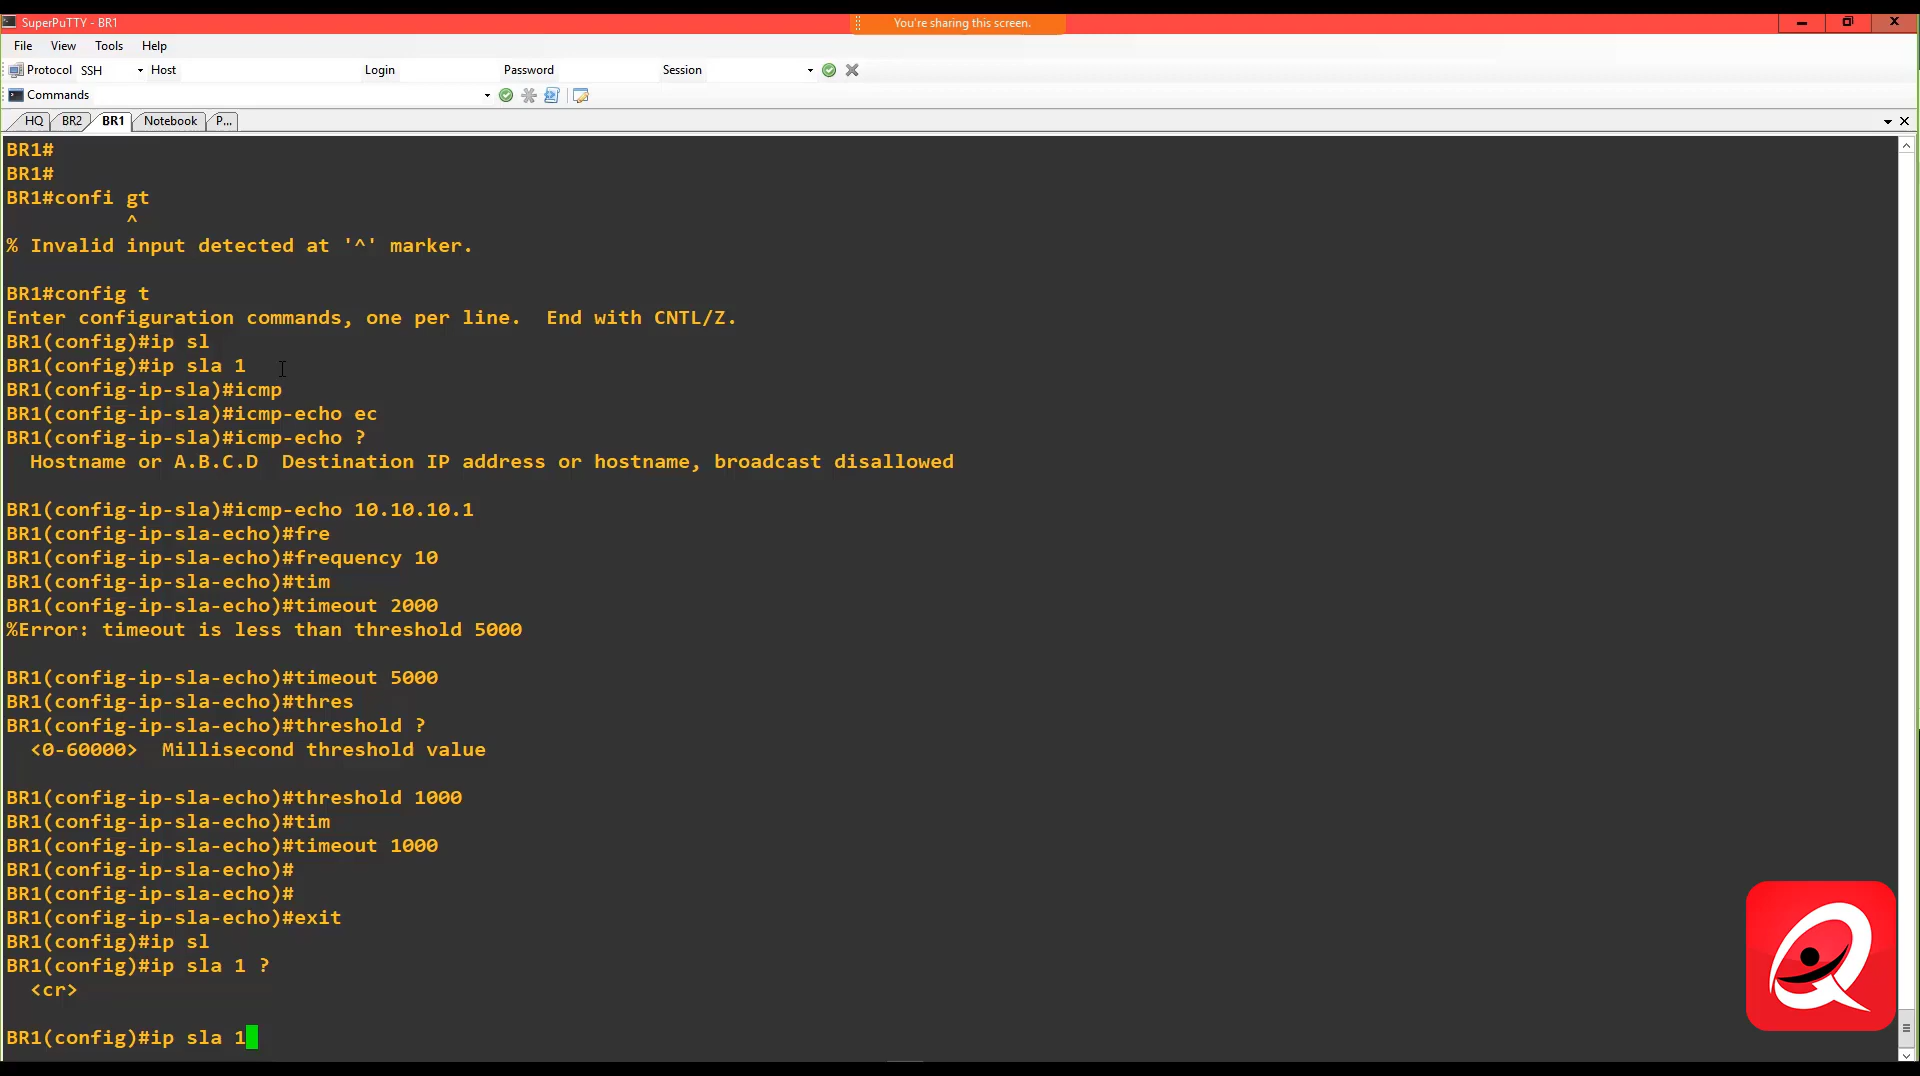 SuperPuTTY - BR1
You're sharing this screen.
File View Tools Help
Protocol SSH Host Login Password Session
Commands
HQ BR2 BR1 Notebook P...
BR1#
BR1#
BR1#confi gt
^
% Invalid input detected at '^' marker.
BR1#config t
Enter configuration commands, one per line.  End with CNTL/Z.
BR1(config)#ip sl
BR1(config)#ip sla 1
BR1(config-ip-sla)#icmp
BR1(config-ip-sla)#icmp-echo ec
BR1(config-ip-sla)#icmp-echo ?
Hostname or A.B.C.D  Destination IP address or hostname, broadcast disallowed
BR1(config-ip-sla)#icmp-echo 10.10.10.1
BR1(config-ip-sla-echo)#fre
BR1(config-ip-sla-echo)#frequency 10
BR1(config-ip-sla-echo)#tim
BR1(config-ip-sla-echo)#timeout 2000
%Error: timeout is less than threshold 5000
BR1(config-ip-sla-echo)#timeout 5000
BR1(config-ip-sla-echo)#thres
BR1(config-ip-sla-echo)#threshold ?
<0-60000>  Millisecond threshold value
BR1(config-ip-sla-echo)#threshold 1000
BR1(config-ip-sla-echo)#tim
BR1(config-ip-sla-echo)#timeout 1000
BR1(config-ip-sla-echo)#
BR1(config-ip-sla-echo)#
BR1(config-ip-sla-echo)#exit
BR1(config)#ip sl
BR1(config)#ip sla 1 ?
<cr>
BR1(config)#ip sla 1